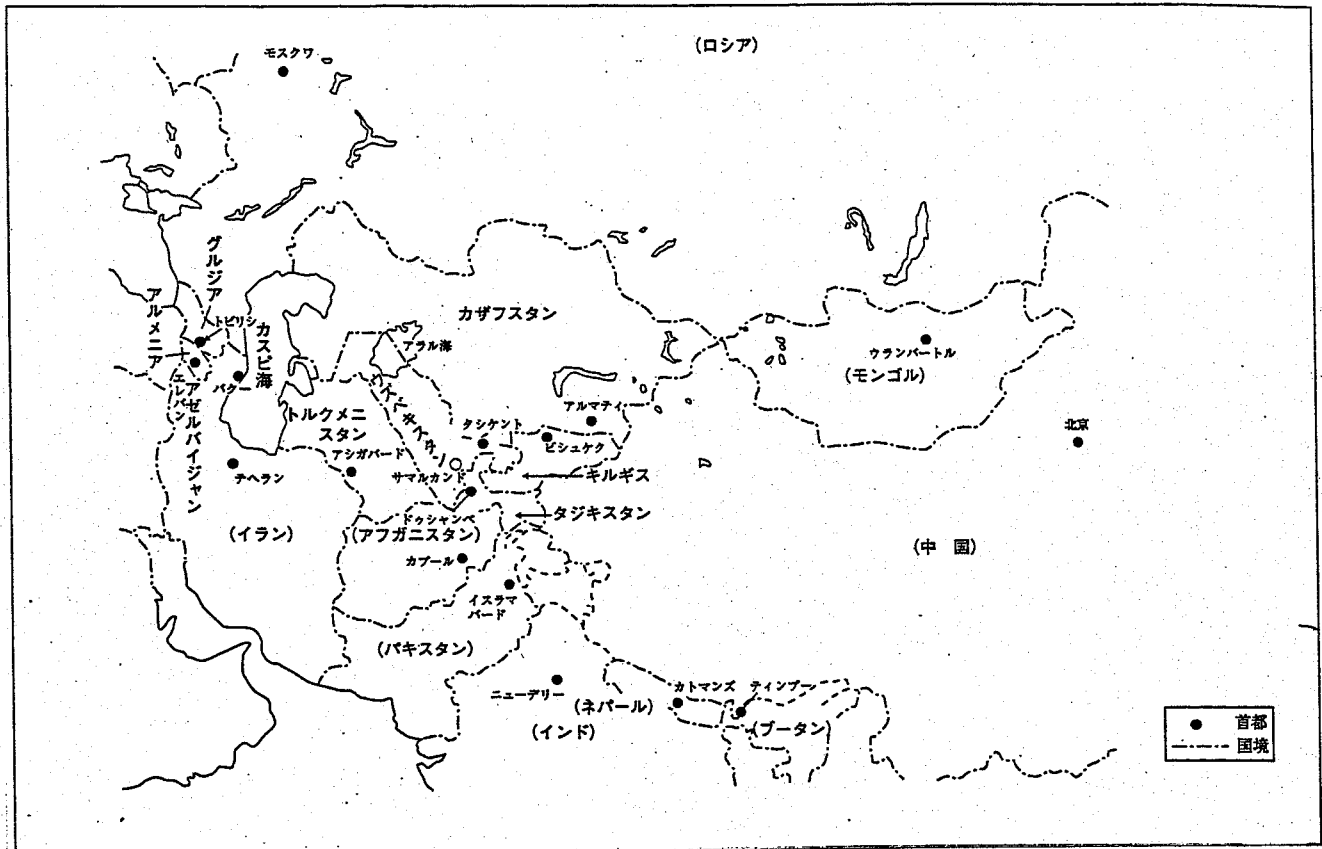 (ロシア)
モスクワ
グルジア
アルメニア
トビリシ
カスピ海
エレバン
バクー
アゼルバイジャン
カザフスタン
アラル海
ウズベキスタン
トルクメニ
スタン
アシガバード
タシケント
アルマティ
ビシュケク
サマルカンド
キルギス
ドゥシャンベ
タジキスタン
テヘラン
(イラン)
(アフガニスタン)
カブール
イスラマ
バード
(パキスタン)
ニューデリー
(インド)
(ネパール)
カトマンズ
ティンプー
(ブータン)
ウランバートル
(モンゴル)
北京
(中 国)
首都
国境